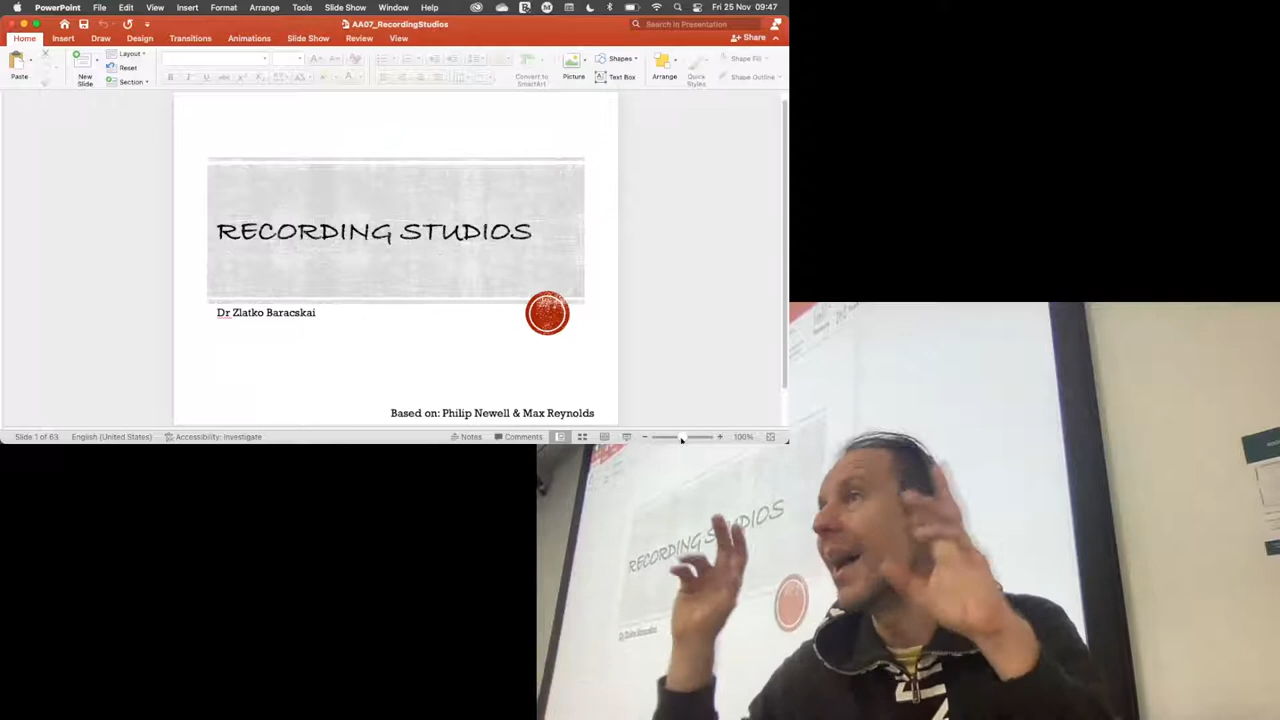 PowerPoint File Edit View Insert Format Arrange Tools Slide Show Window Help Fri 25 Nov 09:47
AA07_RecordingStudios Search in Presentation
Home Insert Draw Design Transitions Animations Slide Show Review View Share
Paste New Slide Layout Reset Section Convert to SmartArt Picture Shapes Text Box Arrange Quick Styles Shape Fill Shape Outline
RECORDING STUDIOS
Dr Zlatko Baracskai
Based on: Philip Newell & Max Reynolds
Slide 1 of 63 English (United States) Accessibility: Investigate Notes Comments 100%
RECORDING STUDIOS
Dr Zlatko Baracskai